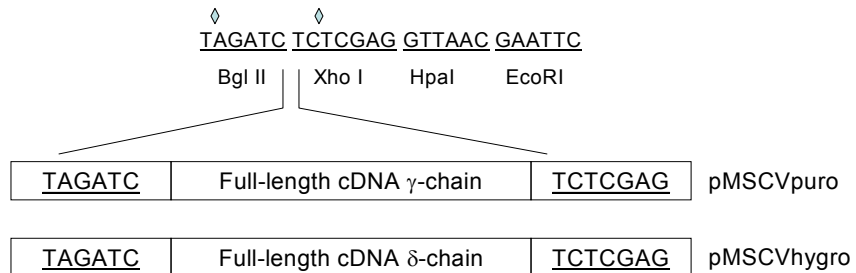 TAGATC TCTCGAG GTTAAC GAATTC
Bgl II Xho I HpaI EcoRI
TAGATC Full-length cDNA γ-chain TCTCGAG pMSCVpuro
TAGATC Full-length cDNA δ-chain TCTCGAG pMSCVhygro